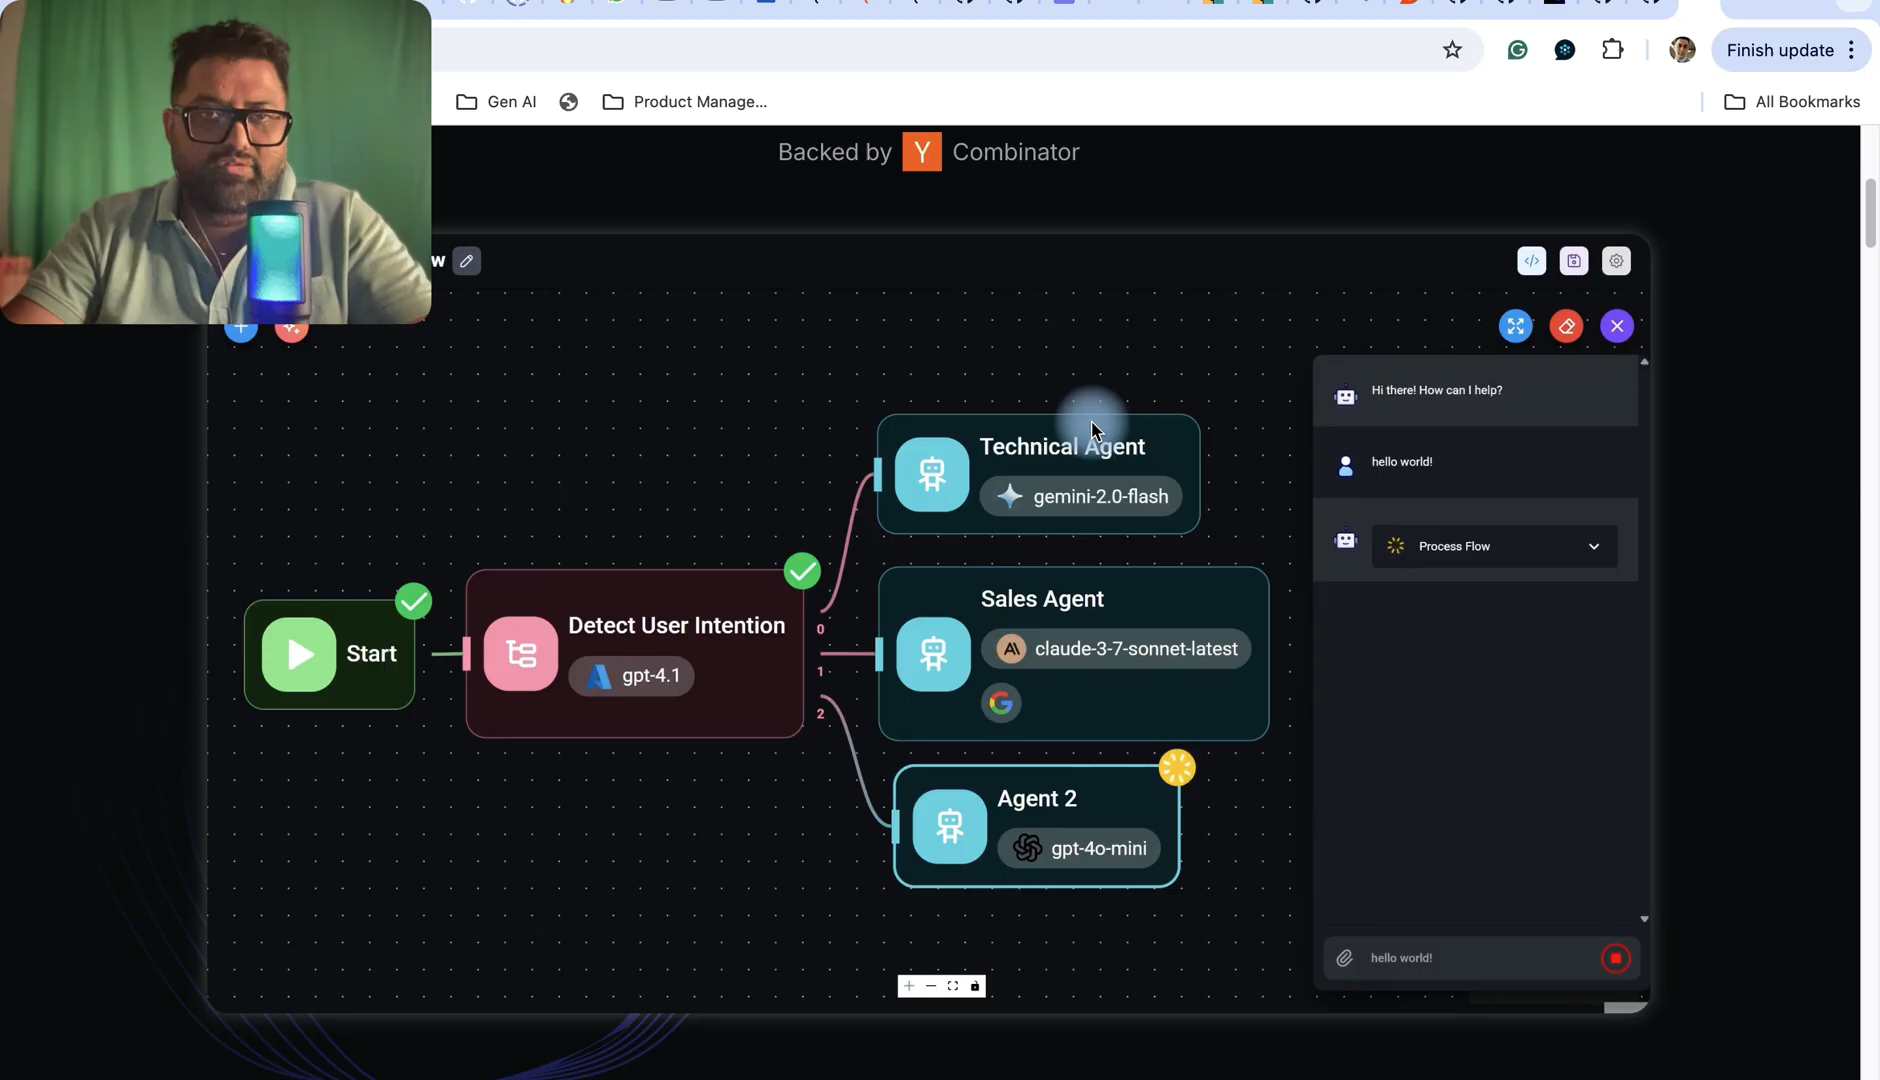 Finish update
Gen AI
Product Manage...
All Bookmarks
Backed by Y Combinator
w
Hi there! How can I help?
hello world!
Process Flow
Technical Agent
gemini-2.0-flash
Sales Agent
claude-3-7-sonnet-latest
Start
Detect User Intention
gpt-4.1
0
1
2
Agent 2
gpt-4o-mini
hello world!